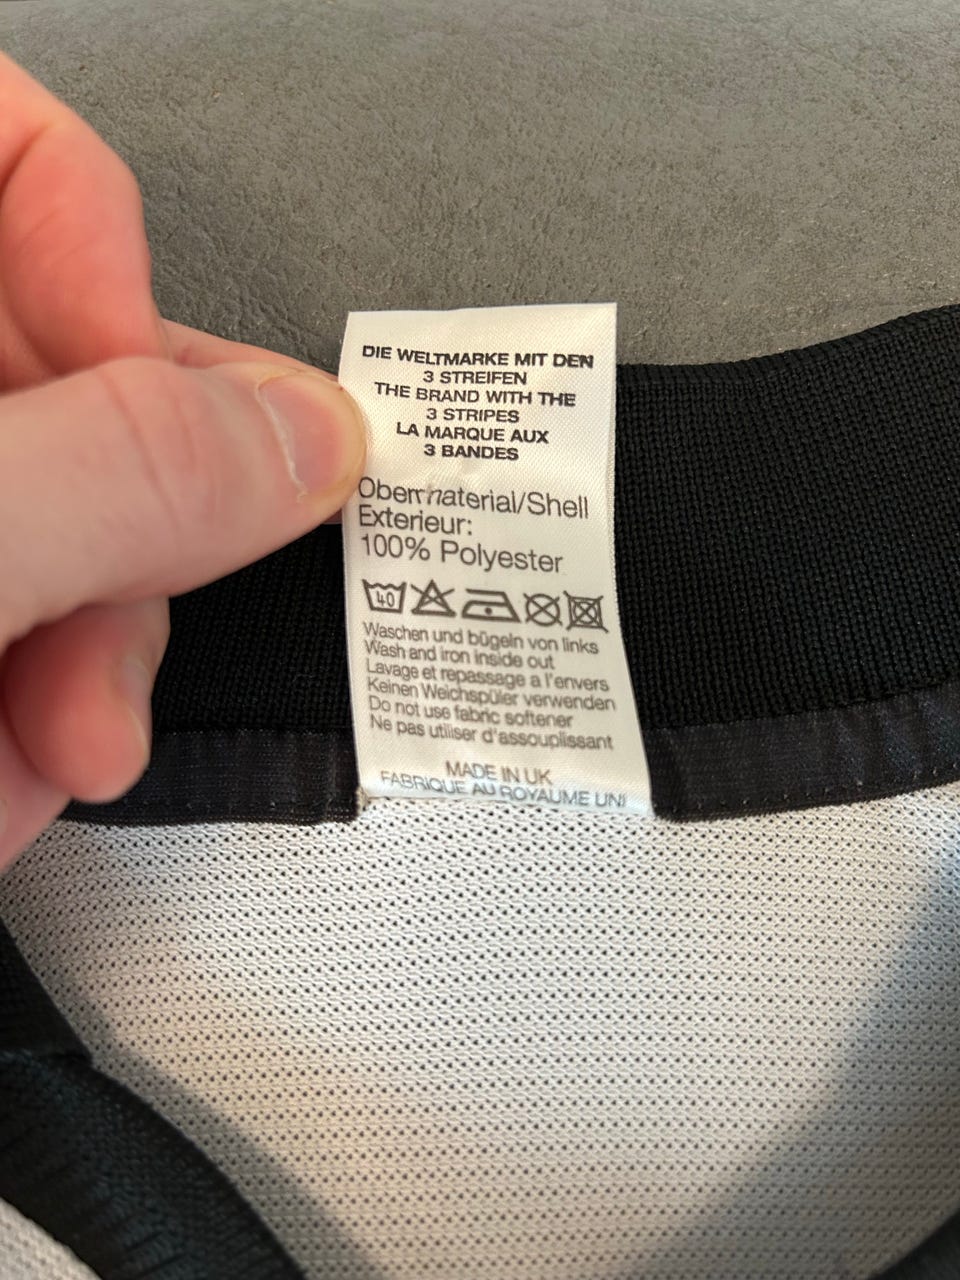 DIE WELTMARKE MIT DEN
3 STREIFEN
THE BRAND WITH THE
3 STRIPES
LA MARQUE AUX
3 BANDES
Obermaterial/Shell
Exterieur:
100% Polyester
40
Waschen und bügeln von links
Wash and iron inside out
Lavage et repassage a l'envers
Keinen Weichspüler verwenden
Do not use fabric softener
Ne pas utiliser d'assouplissant
MADE IN UK
FABRIQUE AU ROYAUME UNI